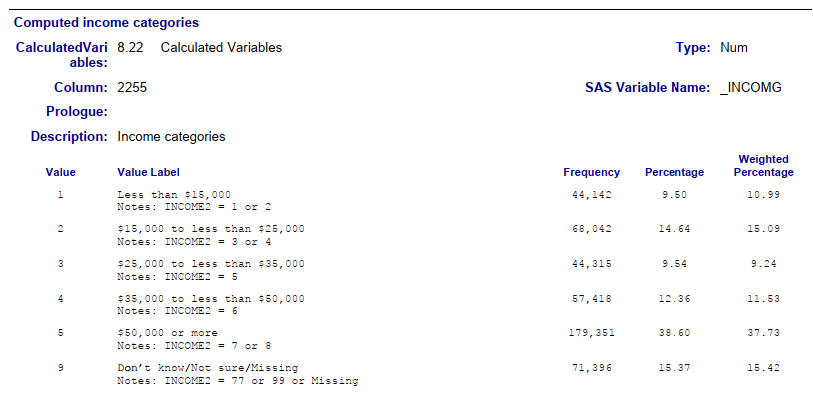 Computed income categories
CalculatedVari 8.22 Calculated Variables Type: Num
ables:
Column: 2255 SAS Variable Name: _INCOMG
Prologue:
Description: Income categories
Weighted
Value Value Label Frequency Percentage Percentage
1 Less than $15,000 44,142 9.50 10.99
Notes: INCOME2 = 1 or 2
2 $15,000 to less than $25,000 68,042 14.64 15.09
Notes: INCOME2 = 3 or 4
3 $25,000 to less than $35,000 44,315 9.54 9.24
Notes: INCOME2 = 5
4 $35,000 to less than $50,000 57,418 12.36 11.53
Notes: INCOME2 = 6
5 $50,000 or more 179,351 38.60 37.73
Notes: INCOME2 = 7 or 8
9 Don’t know/Not sure/Missing 71,396 15.37 15.42
Notes: INCOME2 = 77 or 99 or Missing